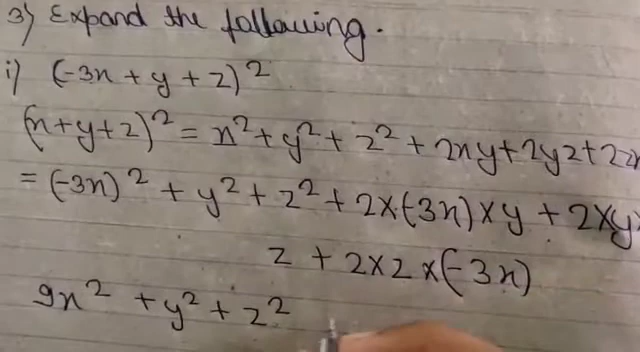 3) Expand the following.
i) (-3x + y + z)²
(x+y+z)² = x² + y² + z² + 2xy + 2yz + 2zx
= (-3x)² + y² + z² + 2×(-3x)×y + 2×y×
z + 2×z×(-3x)
9x² + y² + z²